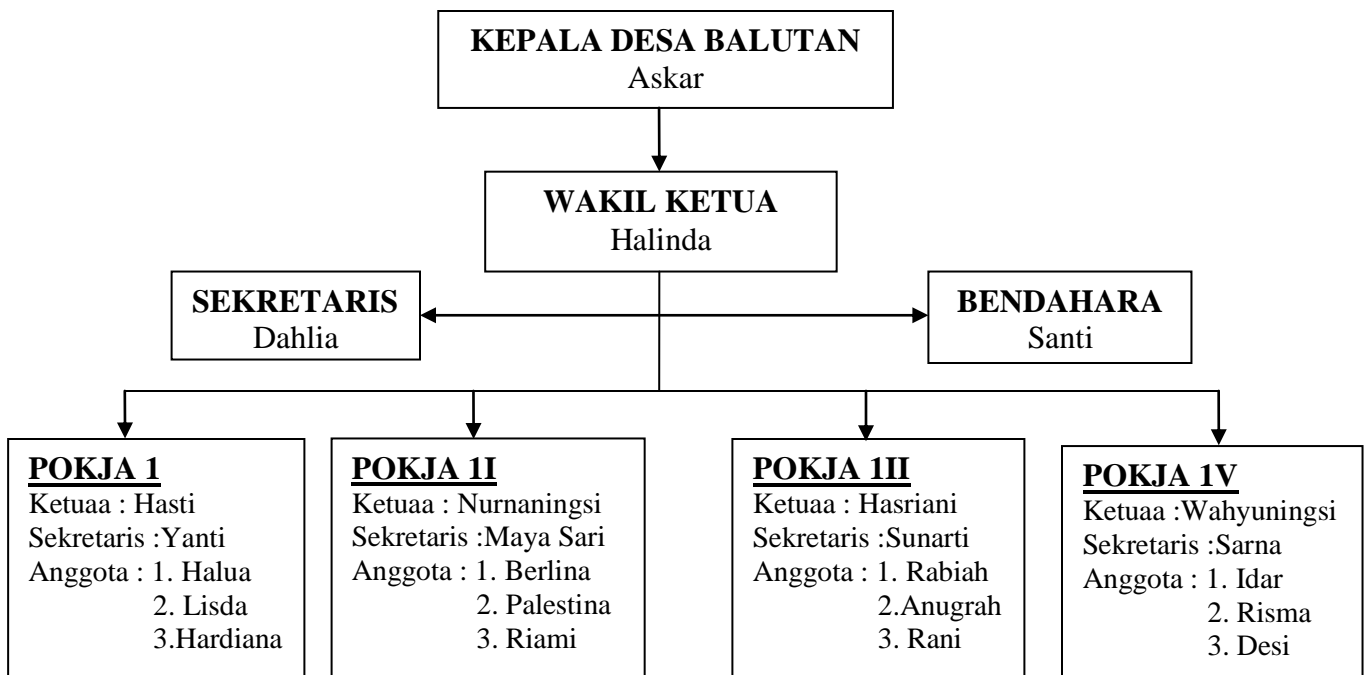 KEPALA DESA BALUTAN
Askar
WAKIL KETUA
Halinda
SEKRETARIS
Dahlia
BENDAHARA
Santi
POKJA 1
Ketuaa : Hasti
Sekretaris :Yanti
Anggota : 1. Halua
2. Lisda
3.Hardiana
POKJA 1I
Ketuaa : Nurnaningsi
Sekretaris :Maya Sari
Anggota : 1. Berlina
2. Palestina
3. Riami
POKJA 1II
Ketuaa : Hasriani
Sekretaris :Sunarti
Anggota : 1. Rabiah
2.Anugrah
3. Rani
POKJA 1V
Ketuaa :Wahyuningsi
Sekretaris :Sarna
Anggota : 1. Idar
2. Risma
3. Desi